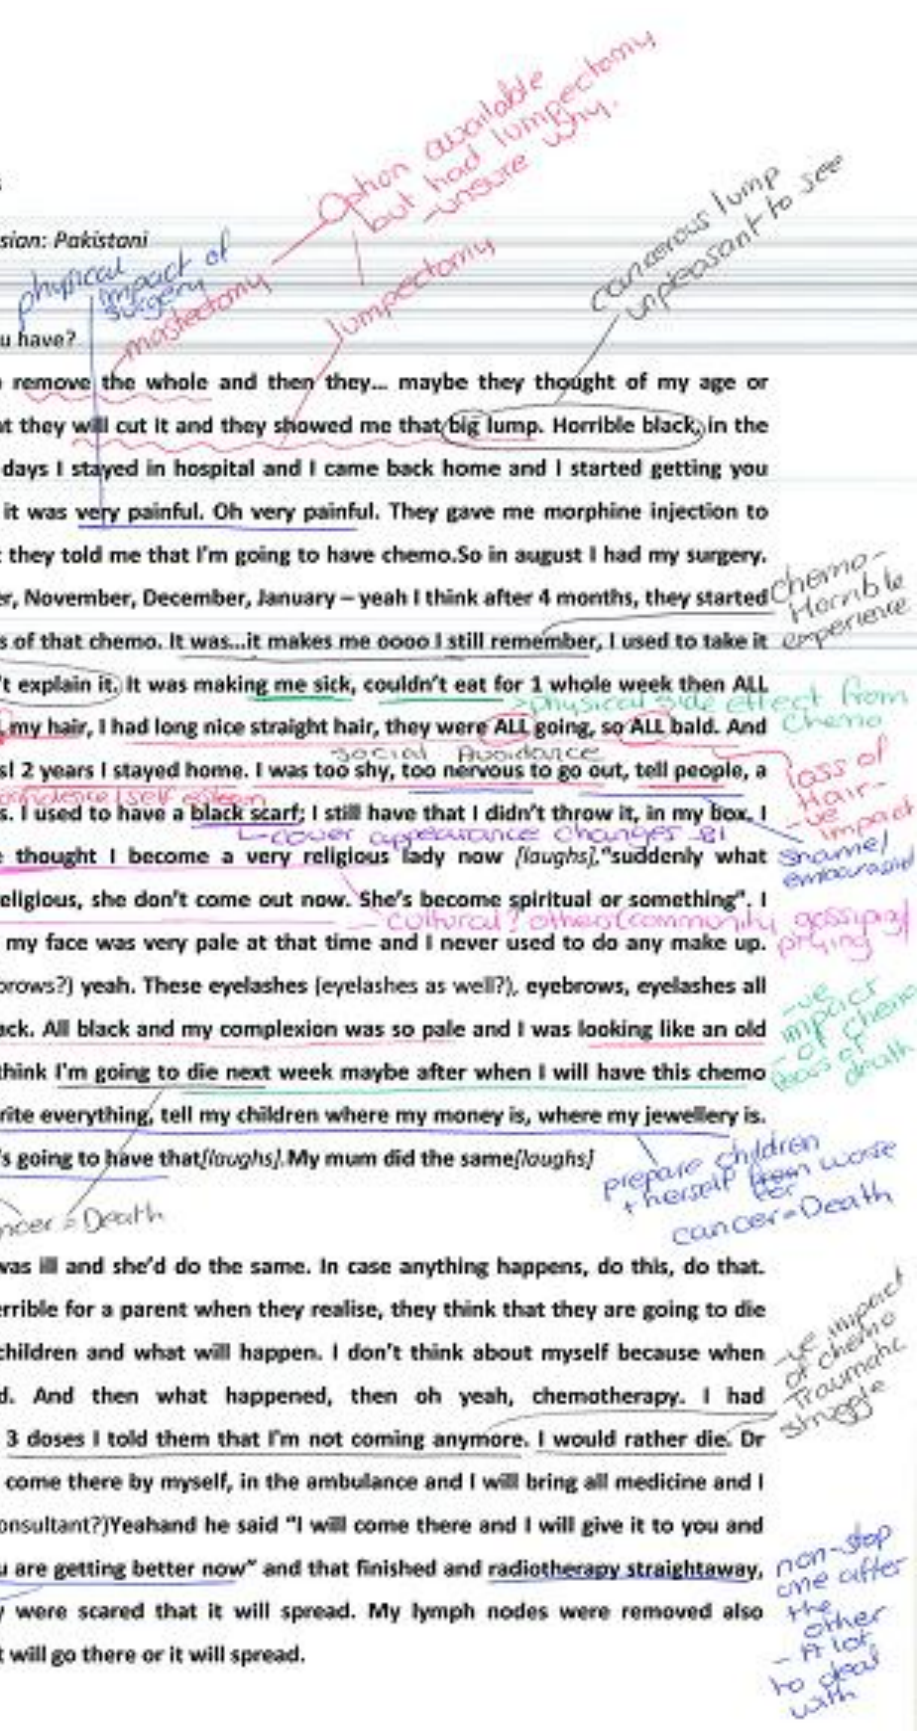 Option available
but had lumpectomy
- unsure why.
cancerous lump
unpleasant to see
s
sian: Pakistani
physical
impact of
surgery
mastectomy
lumpectomy
u have?
remove the whole and then they... maybe they thought of my age or
at they will cut it and they showed me that big lump. Horrible black, in the
days I stayed in hospital and I came back home and I started getting you
it was very painful. Oh very painful. They gave me morphine injection to
they told me that I'm going to have chemo.So in august I had my surgery.
er, November, December, January – yeah I think after 4 months, they started
Chemo-
Horrible
experience
s of that chemo. It was...it makes me oooo I still remember, I used to take it
't explain it. It was making me sick, couldn't eat for 1 whole week then ALL
physical side effect from
Chemo
my hair, I had long nice straight hair, they were ALL going, so ALL bald. And
Social Avoidance
s! 2 years I stayed home. I was too shy, too nervous to go out, tell people, a
loss of
Hair-
-ve
impact
confidence/self esteem
s. I used to have a black scarf; I still have that I didn't throw it, in my box. I
cover appearance changes -BI
Shame/
embarassed
e thought I become a very religious lady now [laughs],"suddenly what
eligious, she don't come out now. She's become spiritual or something". I
- cultural? others(community gossiping/
prying
my face was very pale at that time and I never used to do any make up.
brows?) yeah. These eyelashes (eyelashes as well?), eyebrows, eyelashes all
-ve
impact
of chemo
- fear of
death
ack. All black and my complexion was so pale and I was looking like an old
think I'm going to die next week maybe after when I will have this chemo
rite everything, tell my children where my money is, where my jewellery is.
's going to have that[laughs].My mum did the same[laughs]
prepare children
+ herself from worse
for
cancer=Death
ncer = Death
was ill and she'd do the same. In case anything happens, do this, do that.
errible for a parent when they realise, they think that they are going to die
children and what will happen. I don't think about myself because when
-ve impact
of chemo
Traumatic
struggle
d. And then what happened, then oh yeah, chemotherapy. I had
3 doses I told them that I'm not coming anymore. I would rather die. Dr
come there by myself, in the ambulance and I will bring all medicine and I
onsultant?)Yeahand he said "I will come there and I will give it to you and
u are getting better now" and that finished and radiotherapy straightaway,
non-stop
one after
the
other
- A lot
to deal
with
y were scared that it will spread. My lymph nodes were removed also
t will go there or it will spread.